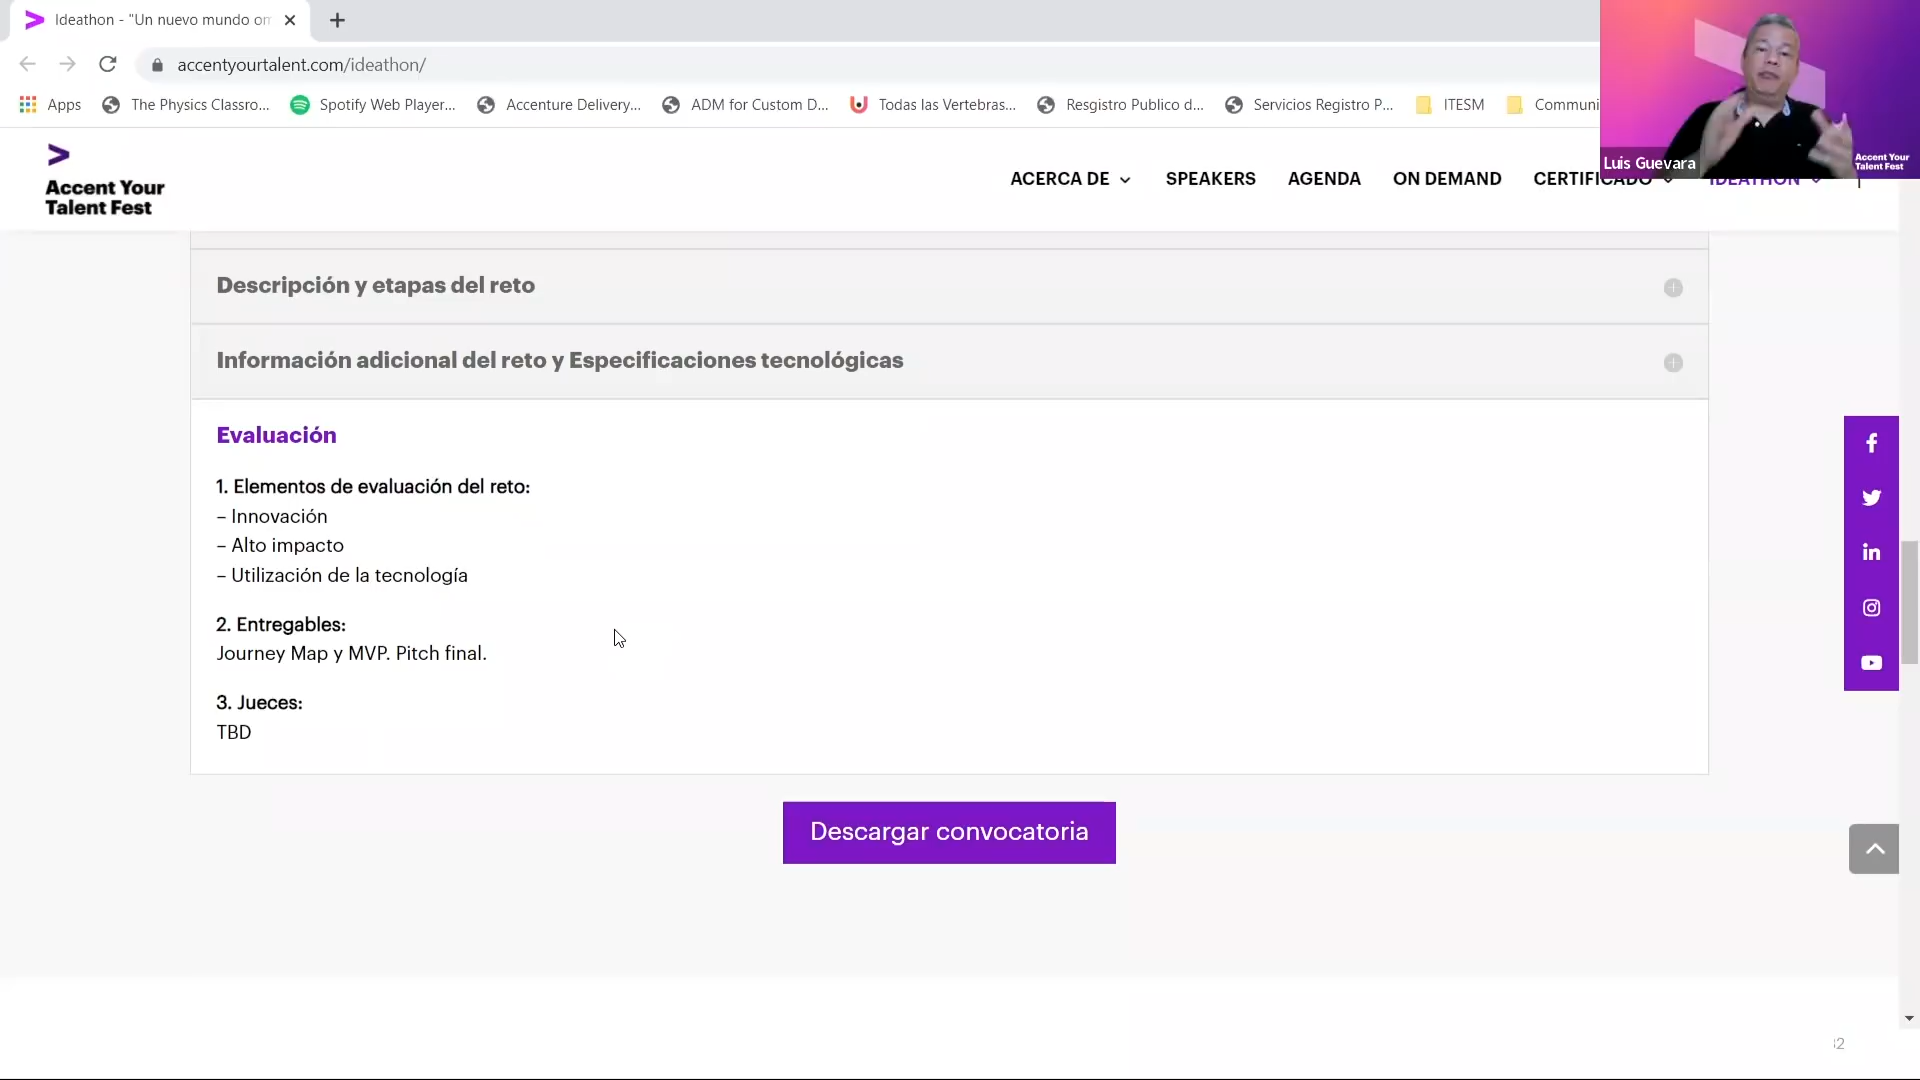 Ideathon - "Un nuevo mundo om
accentyourtalent.com/ideathon/
Apps
The Physics Classro...
Spotify Web Player...
Accenture Delivery...
ADM for Custom D...
Todas las Vertebras...
Resgistro Publico d...
Servicios Registro P...
ITESM
Communi
Luis Guevara
Accent Your
Talent Fest
Accent Your
Talent Fest
ACERCA DE
SPEAKERS
AGENDA
ON DEMAND
CERTIFICADO
IDEATHON
Descripción y etapas del reto
Información adicional del reto y Especificaciones tecnológicas
Evaluación
1. Elementos de evaluación del reto:
– Innovación
– Alto impacto
– Utilización de la tecnología
2. Entregables:
Journey Map y MVP. Pitch final.
3. Jueces:
TBD
Descargar convocatoria